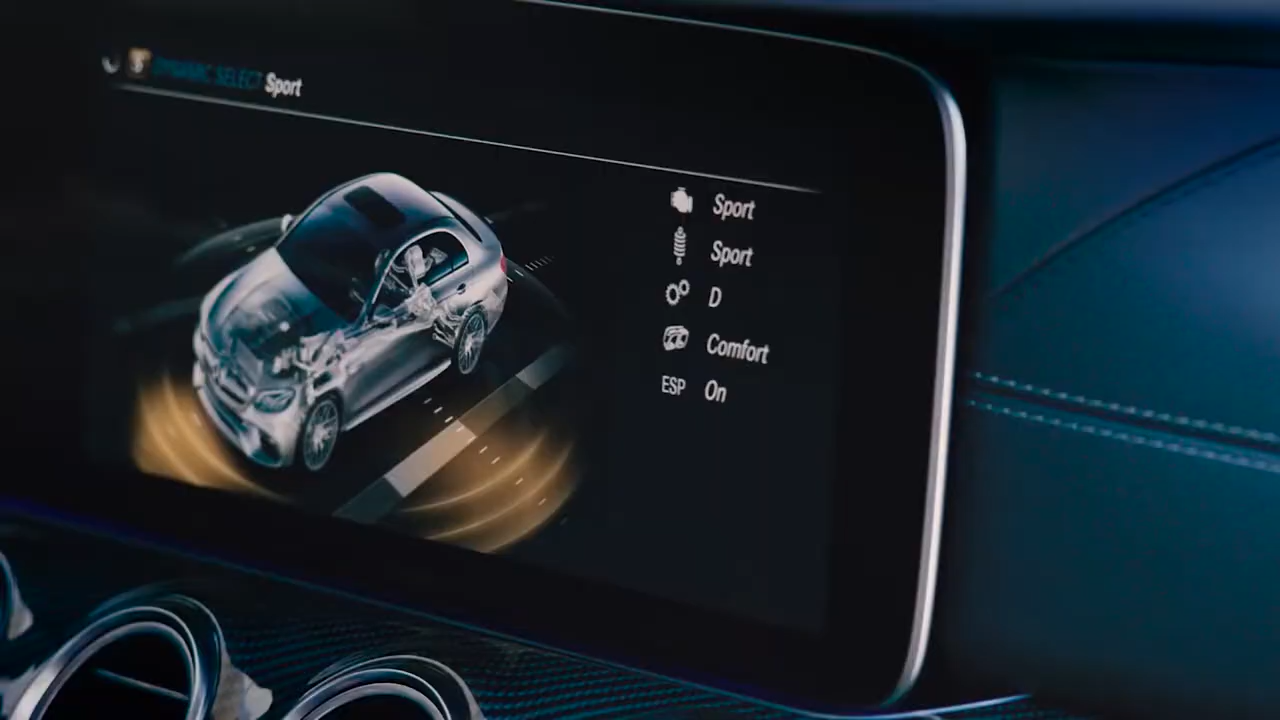 DYNAMIC SELECT Sport
Sport
Sport
D
Comfort
ESP On